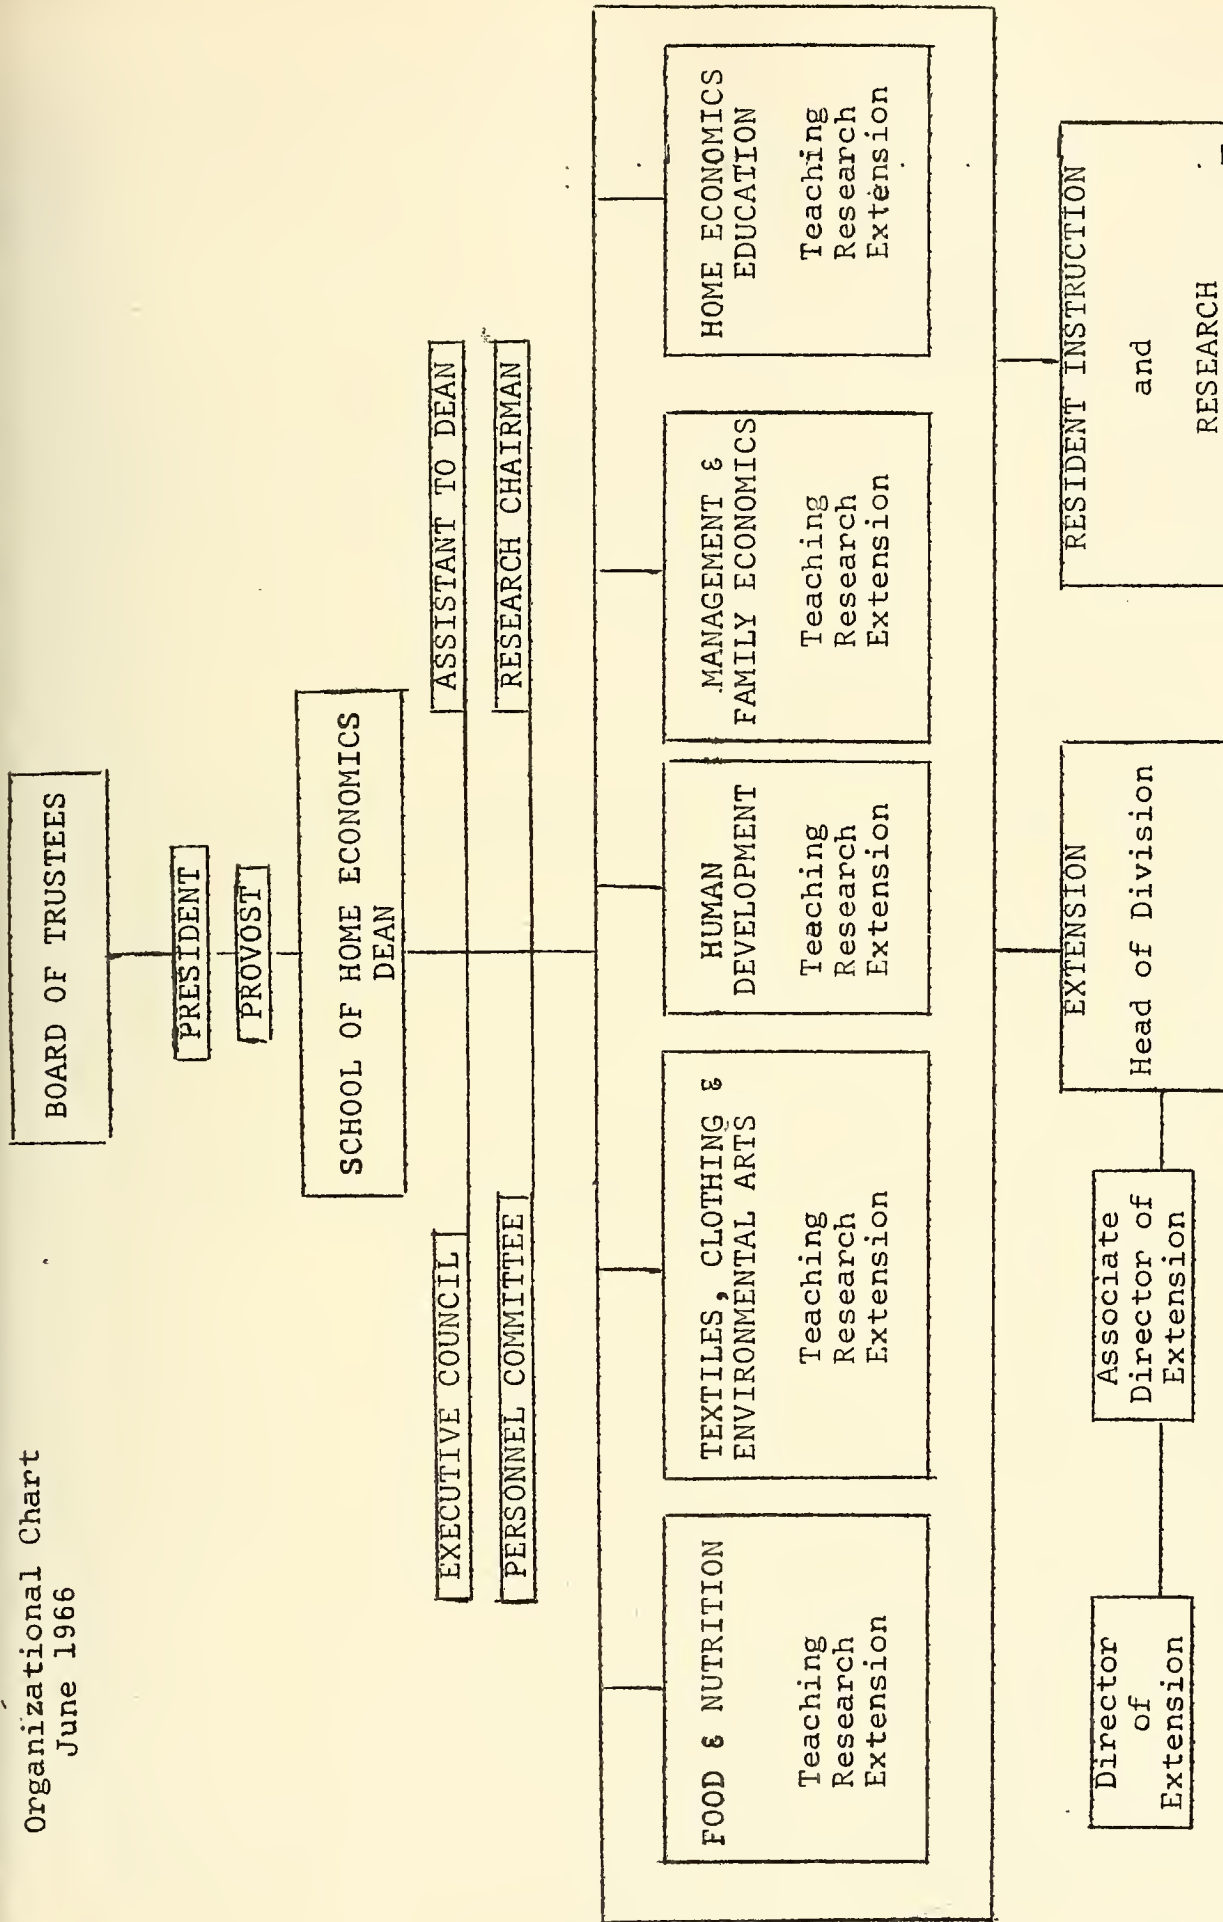 Organizational Chart
June 1966
BOARD OF TRUSTEES
PRESIDENT
PROVOST
SCHOOL OF HOME ECONOMICS
DEAN
EXECUTIVE COUNCIL
ASSISTANT TO DEAN
PERSONNEL COMMITTEE
RESEARCH CHAIRMAN
FOOD & NUTRITION
Teaching
Research
Extension
TEXTILES, CLOTHING &
ENVIRONMENTAL ARTS
Teaching
Research
Extension
HUMAN
DEVELOPMENT
Teaching
Research
Extension
MANAGEMENT &
FAMILY ECONOMICS
Teaching
Research
Extension
HOME ECONOMICS
EDUCATION
Teaching
Research
Extension
Director
of
Extension
Associate
Director of
Extension
EXTENSION
Head of Division
RESIDENT INSTRUCTION
and
RESEARCH